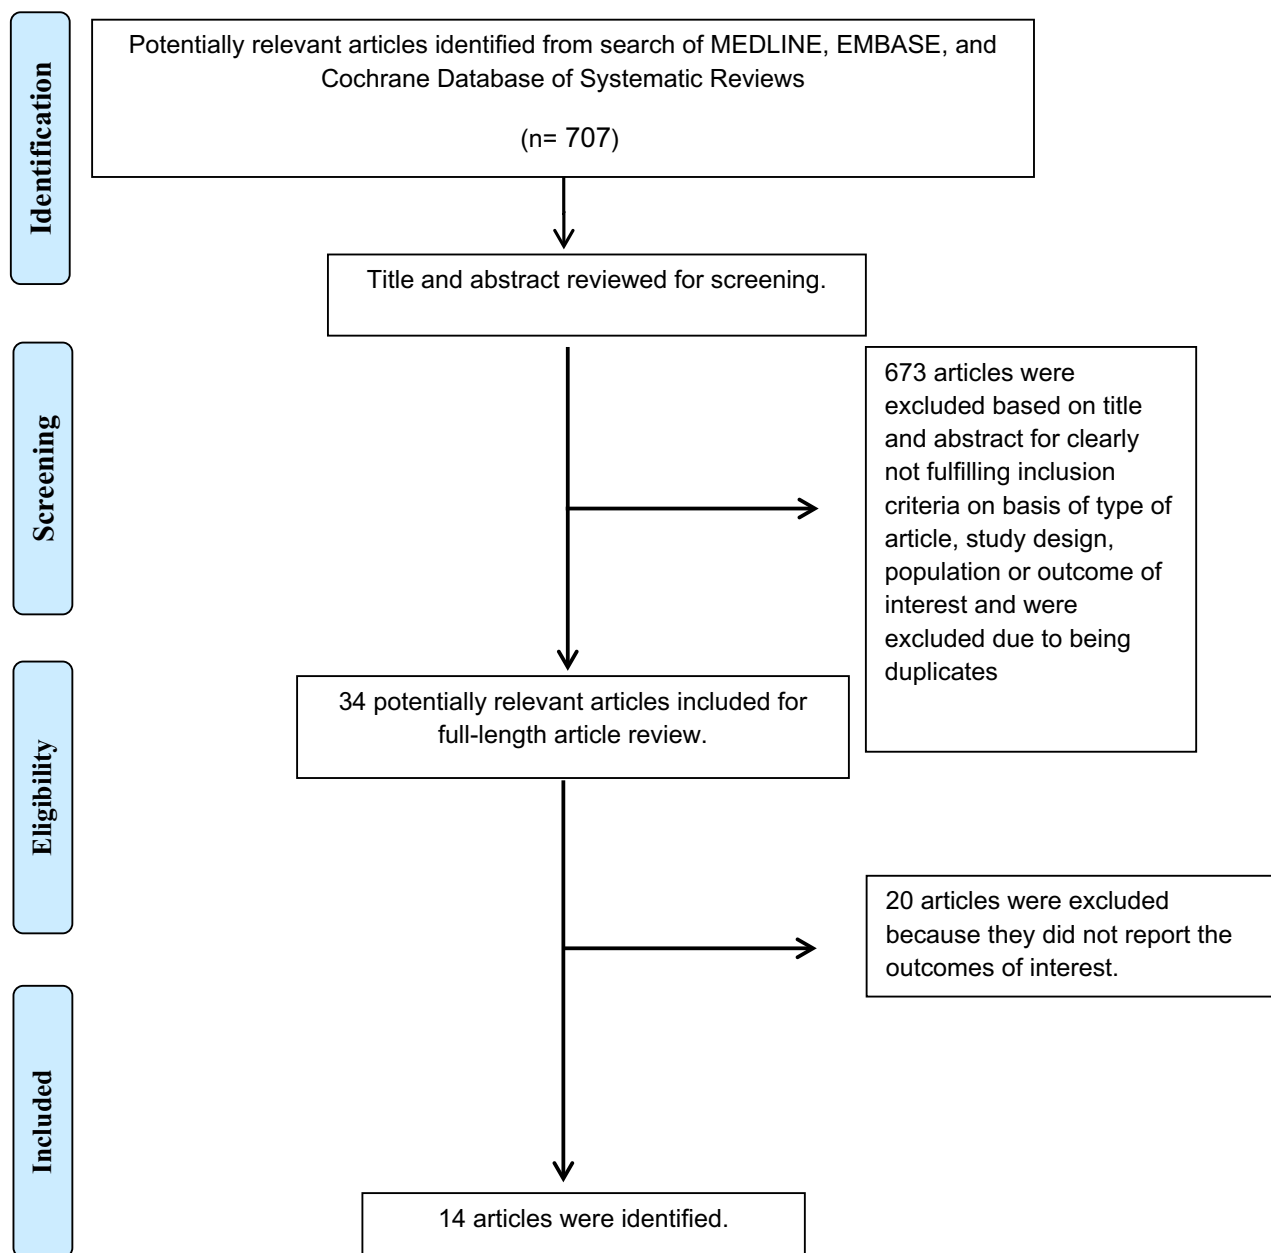 Identification
Potentially relevant articles identified from search of MEDLINE, EMBASE, and
Cochrane Database of Systematic Reviews
(n= 707)
Title and abstract reviewed for screening.
Screening
673 articles were
excluded based on title
and abstract for clearly
not fulfilling inclusion
criteria on basis of type of
article, study design,
population or outcome of
interest and were
excluded due to being
duplicates
34 potentially relevant articles included for
full-length article review.
Eligibility
20 articles were excluded
because they did not report the
outcomes of interest.
Included
14 articles were identified.